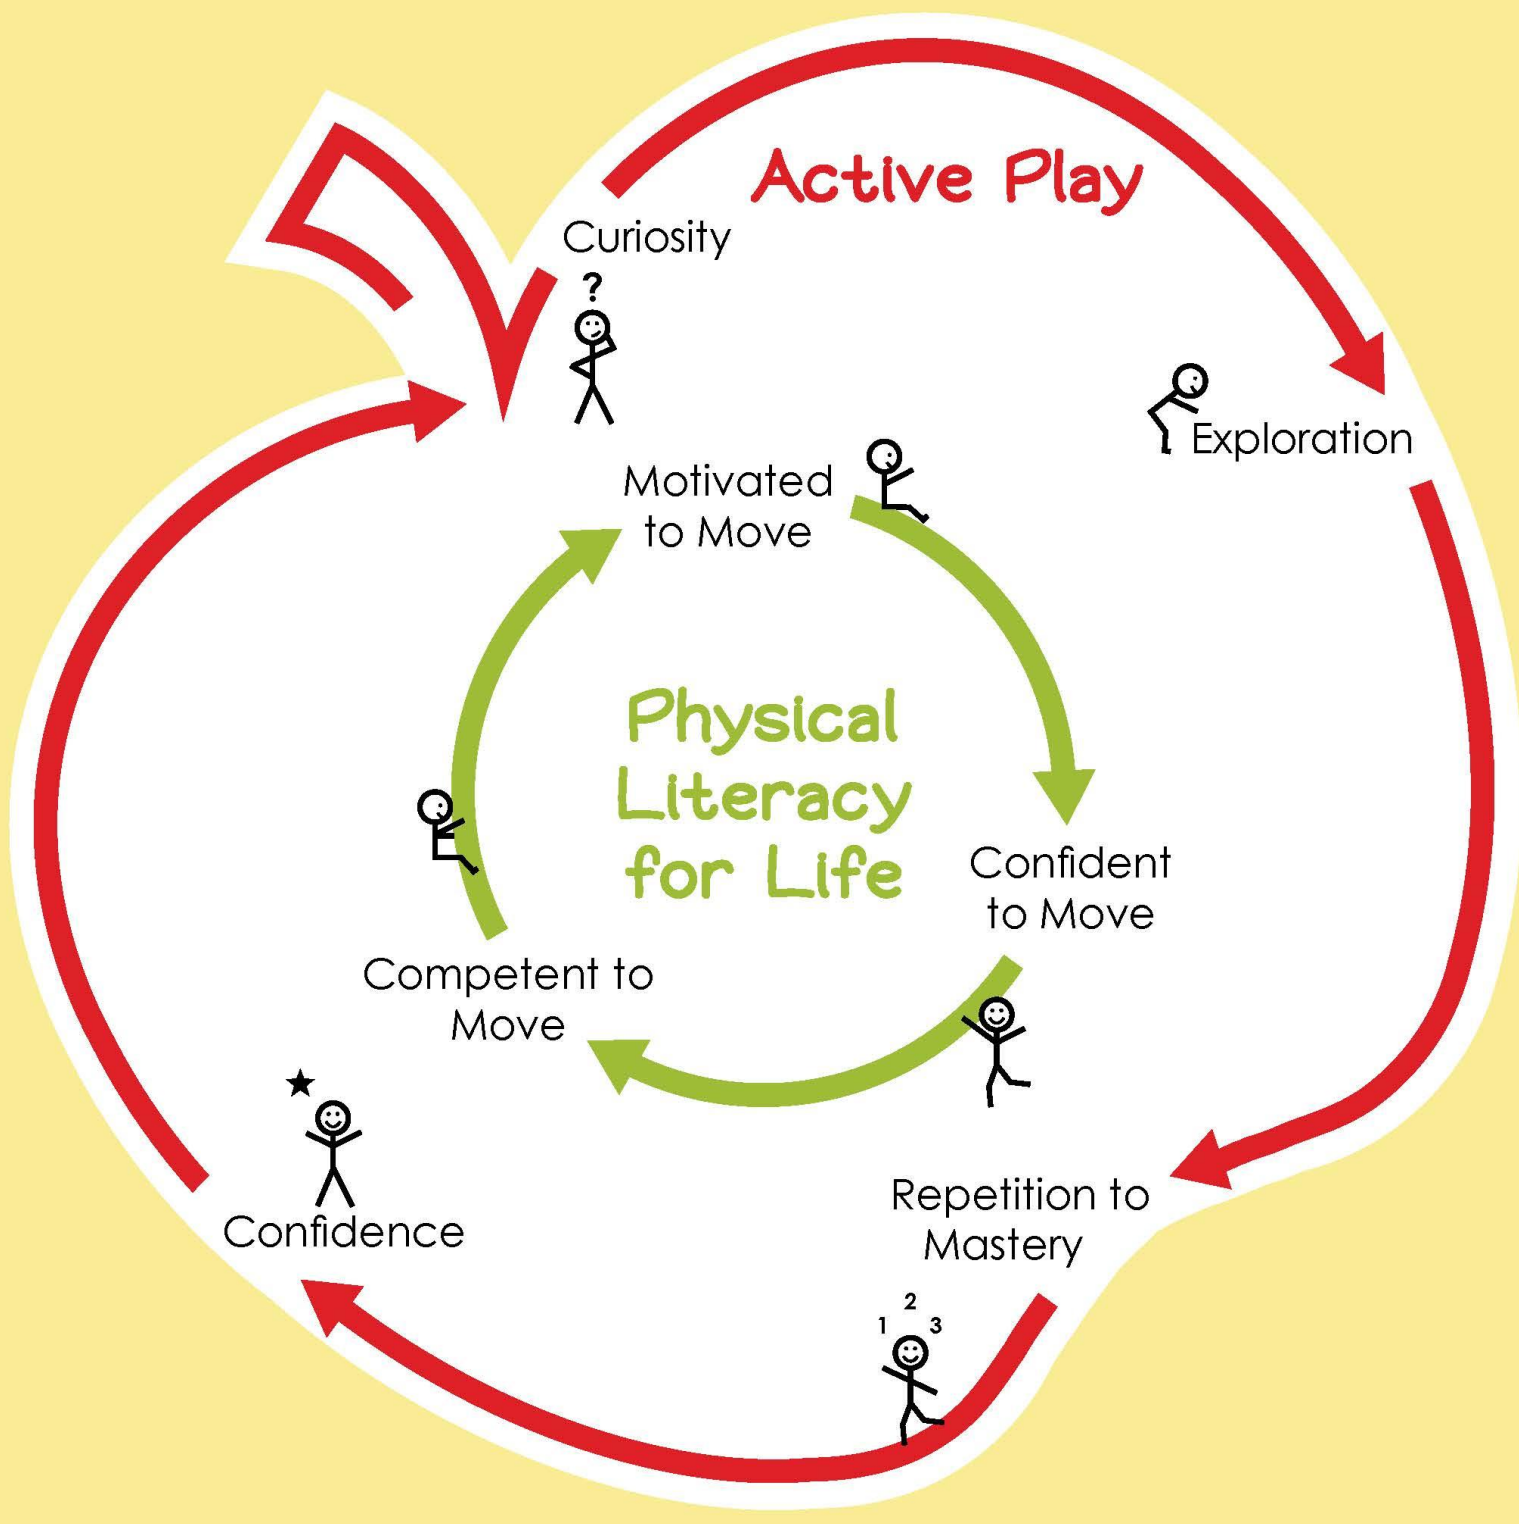 Active Play
Curiosity
?
Exploration
Motivated
to Move
Physical
Literacy
for Life
Confident
to Move
Competent to
Move
Repetition to
Mastery
1 2 3
Confidence